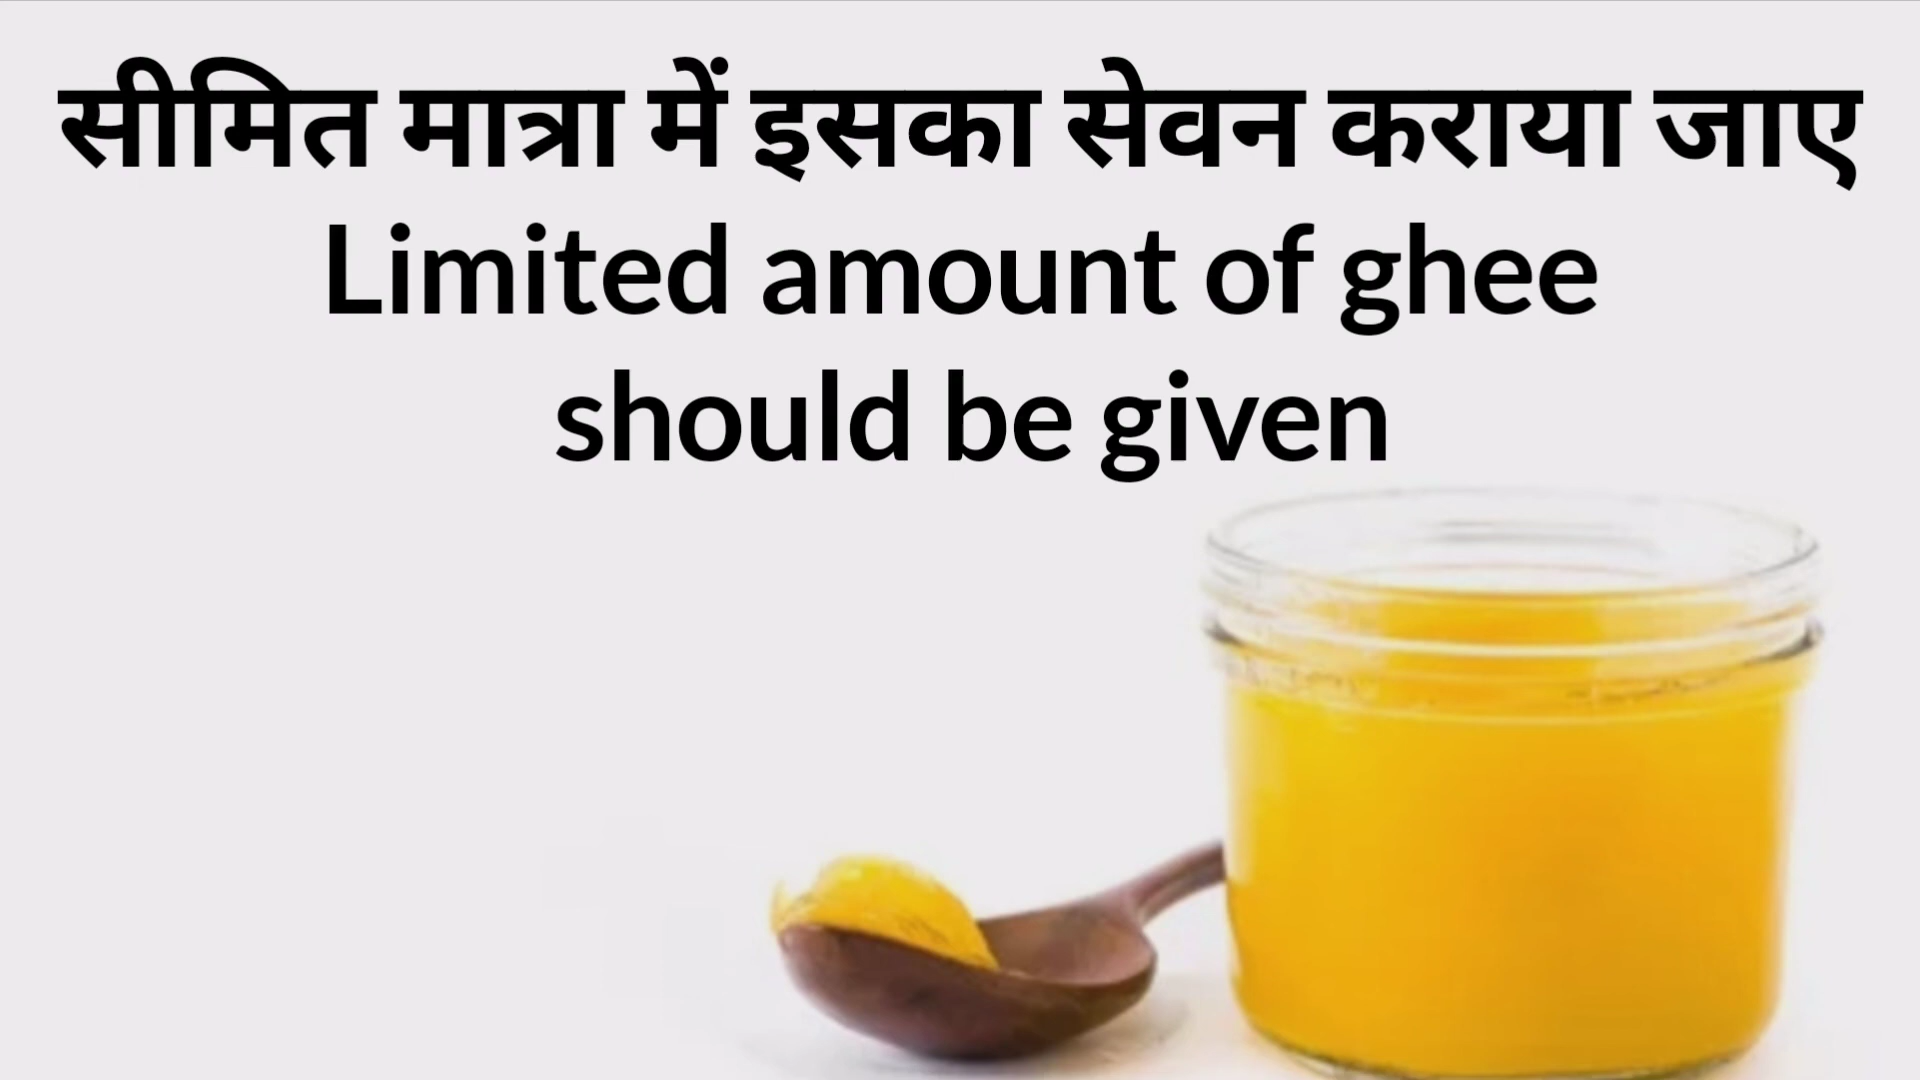 सीमित मात्रा में इसका सेवन कराया जाए
Limited amount of ghee
should be given